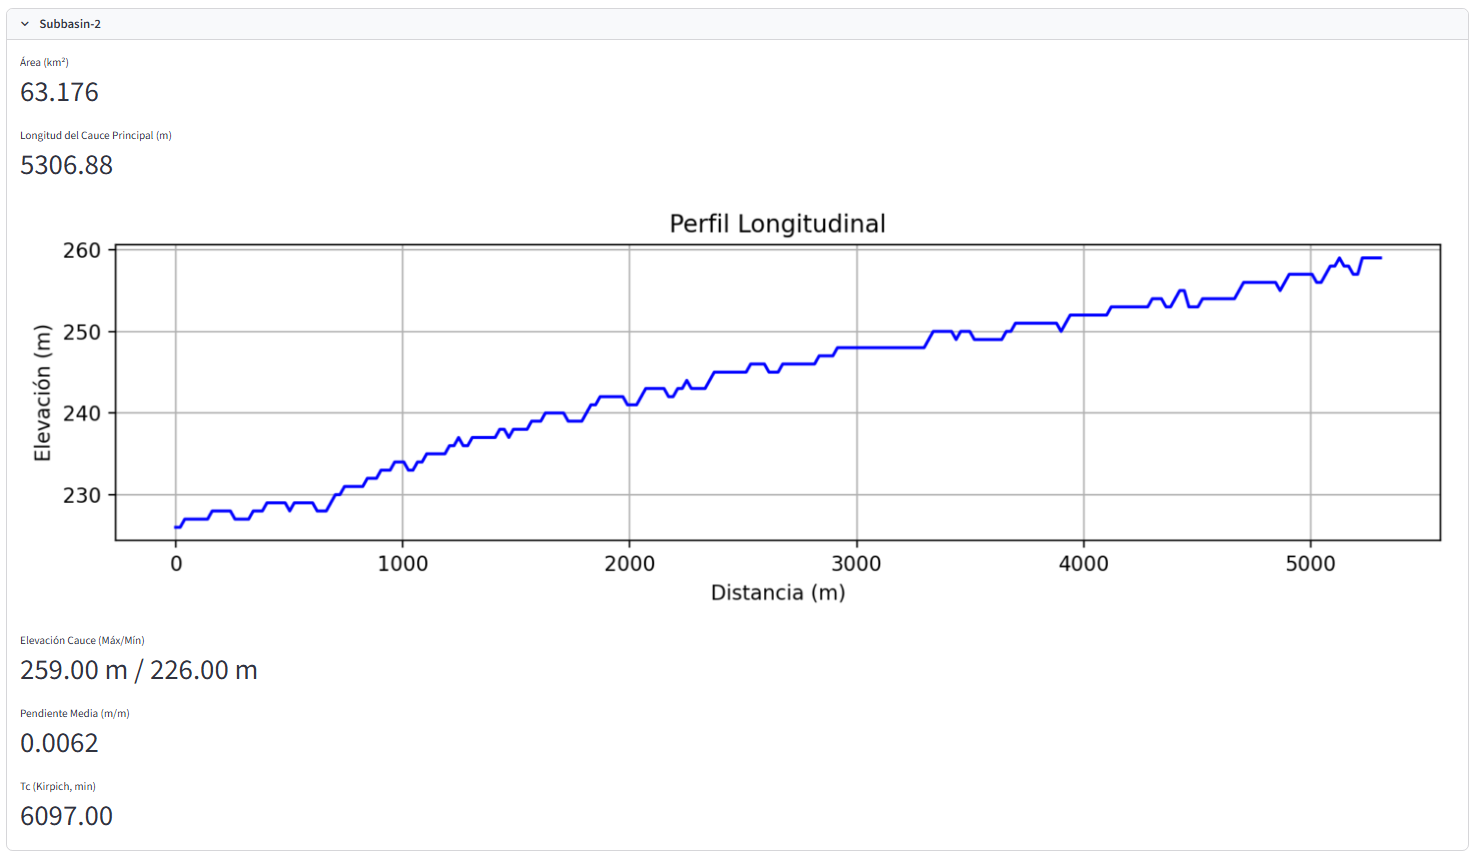 Subbasin-2
Área (km²)
63.176
Longitud del Cauce Principal (m)
5306.88
Perfil Longitudinal
260
250
240
230
Elevación (m)
0 1000 2000 3000 4000 5000
Distancia (m)
Elevación Cauce (Máx/Mín)
259.00 m / 226.00 m
Pendiente Media (m/m)
0.0062
Tc (Kirpich, min)
6097.00